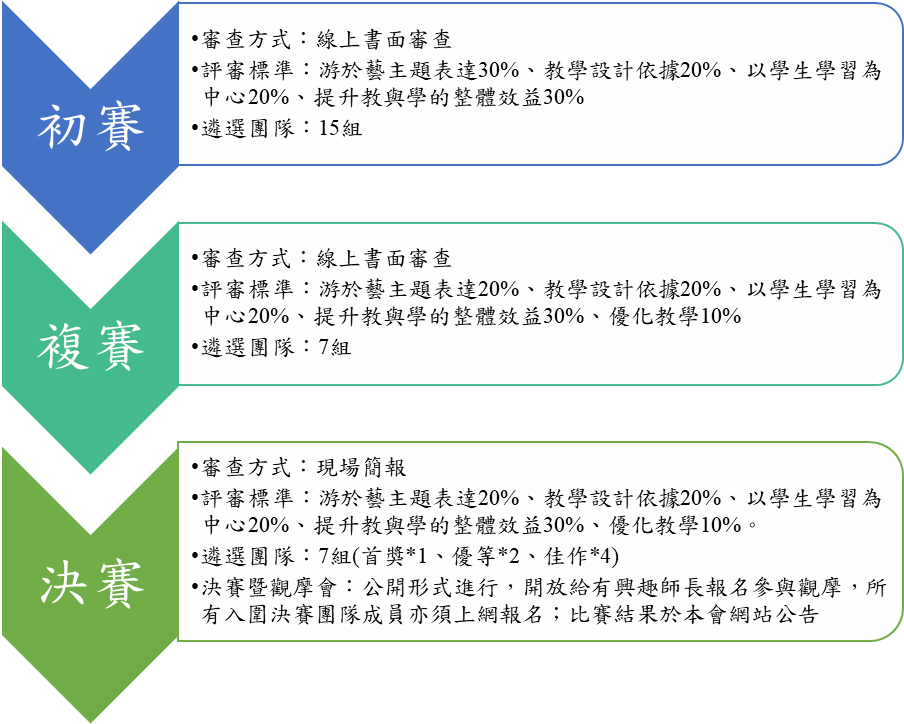 初賽
•審查方式：線上書面審查
•評審標準：游於藝主題表達30%、教學設計依據20%、以學生學習為
中心20%、提升教與學的整體效益30%
•遴選團隊：15組
複賽
•審查方式：線上書面審查
•評審標準：游於藝主題表達20%、教學設計依據20%、以學生學習為
中心20%、提升教與學的整體效益30%、優化教學10%
•遴選團隊：7組
決賽
•審查方式：現場簡報
•評審標準：游於藝主題表達20%、教學設計依據20%、以學生學習為
中心20%、提升教與學的整體效益30%、優化教學10%。
•遴選團隊：7組(首獎*1、優等*2、佳作*4)
•決賽暨觀摩會：公開形式進行，開放給有興趣師長報名參與觀摩，所
有入圍決賽團隊成員亦須上網報名；比賽結果於本會網站公告